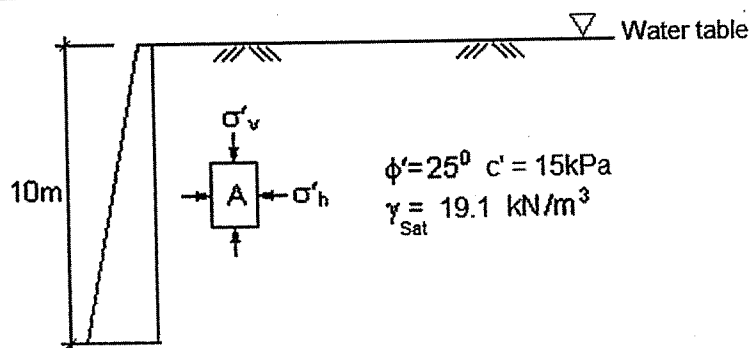 Water table
σ'v
10m
A
σ'h
ϕ'=25⁰ c' = 15kPa
γSat = 19.1 kN/m³